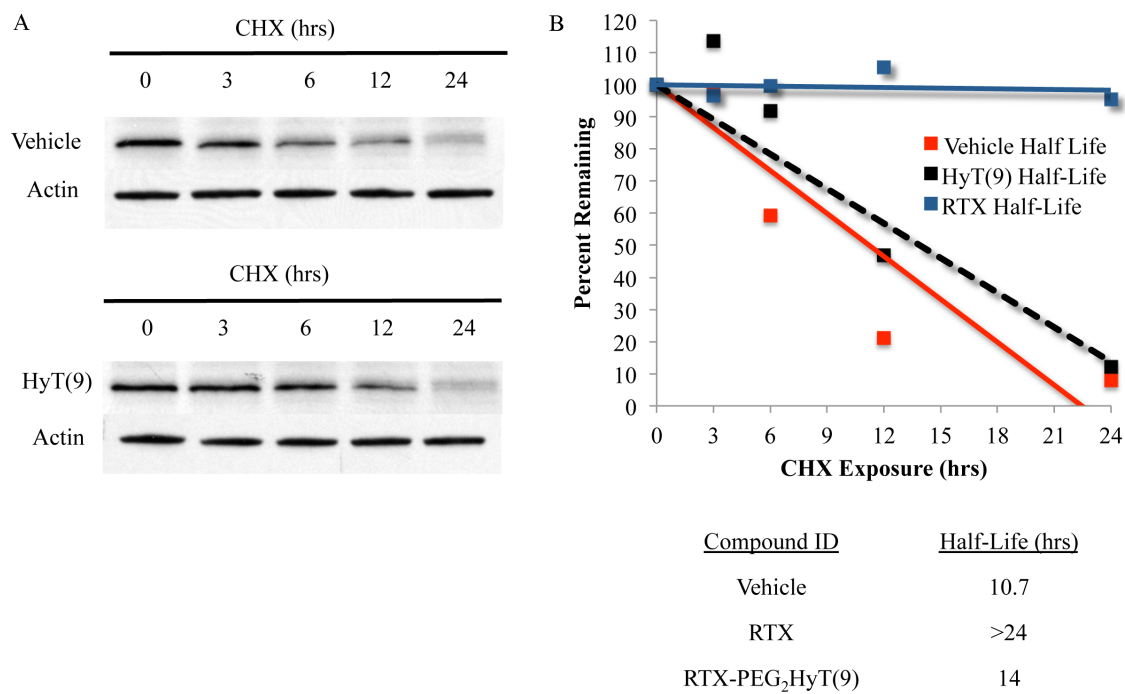 A
CHX (hrs)
0 3 6 12 24
Vehicle
Actin
CHX (hrs)
0 3 6 12 24
HyT(9)
Actin
B
Percent Remaining
120
110
100
90
80
70
60
50
40
30
20
10
0
Vehicle Half Life
HyT(9) Half-Life
RTX Half-Life
0 3 6 9 12 15 18 21 24
CHX Exposure (hrs)
Compound ID Half-Life (hrs)
Vehicle 10.7
RTX >24
RTX-PEG₂HyT(9) 14